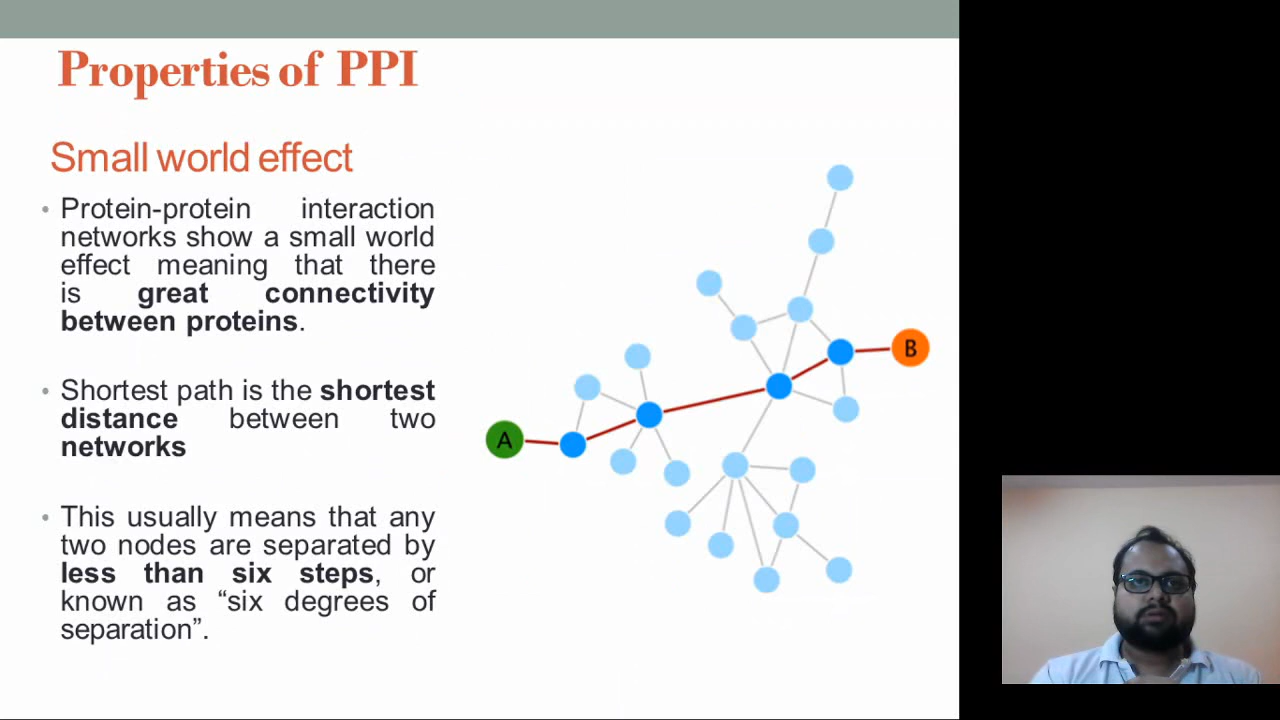 Properties of PPI
Small world effect
• Protein-protein interaction
networks show a small world
effect meaning that there
is great connectivity
between proteins.
• Shortest path is the shortest
distance between two
networks
• This usually means that any
two nodes are separated by
less than six steps, or
known as “six degrees of
separation”.
A
B